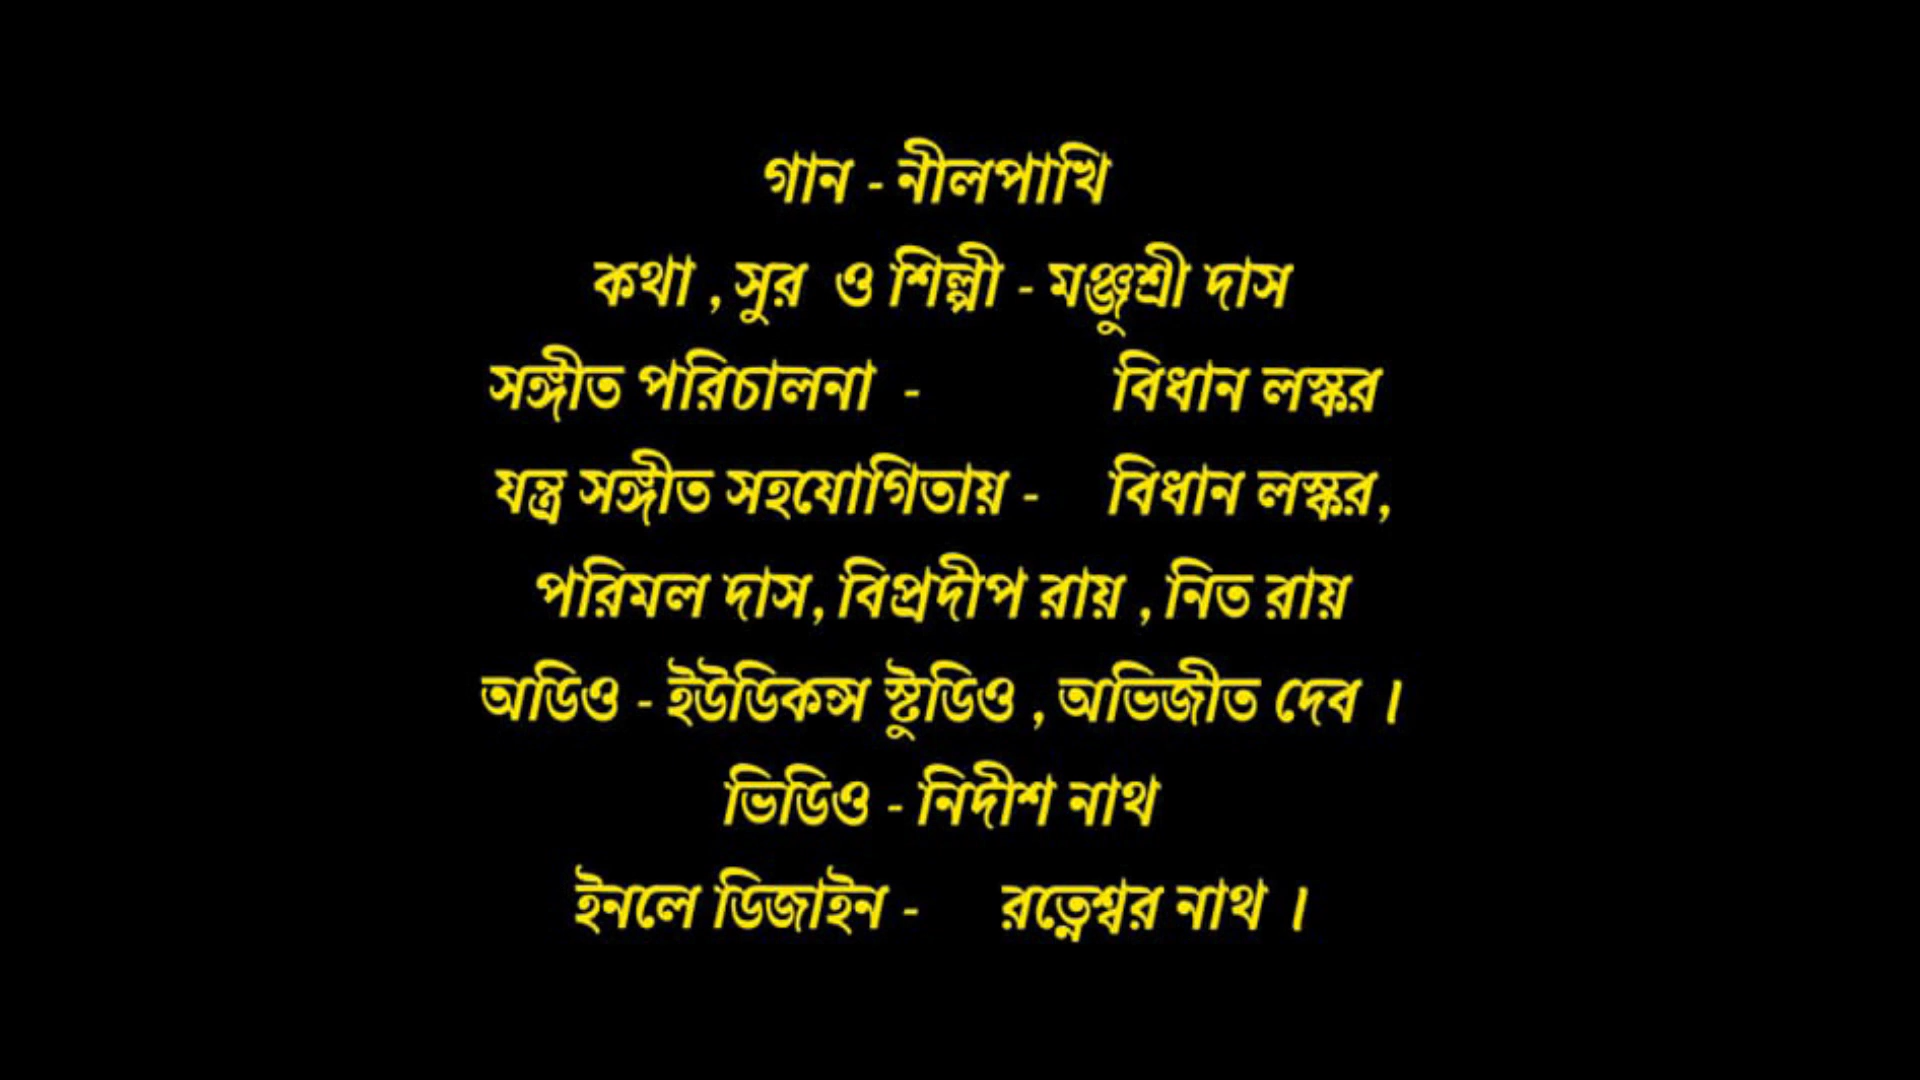 গান - নীলপাখি
কথা , সুর ও শিল্পী - মঞ্জুশ্রী দাস
সঙ্গীত পরিচালনা - বিধান লস্কর
যন্ত্র সঙ্গীত সহযোগিতায় - বিধান লস্কর,
পরিমল দাস, বিপ্রদীপ রায় , নিত রায়
অডিও - ইউডিকন্স স্টুডিও , অভিজীত দেব ।
ভিডিও - নিদীশ নাথ
ইনলে ডিজাইন - রত্নেশ্বর নাথ ।